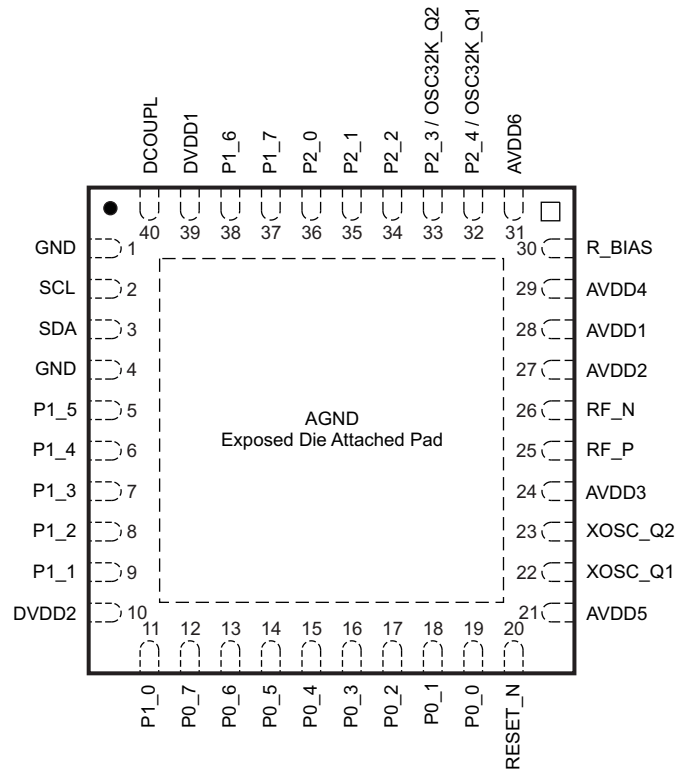 DCOUPL
DVDD1
P1_6
P1_7
P2_0
P2_1
P2_2
P2_3 / OSC32K_Q2
P2_4 / OSC32K_Q1
AVDD6
40
39
38
37
36
35
34
33
32
31
GND 1
SCL 2
SDA 3
GND 4
P1_5 5
P1_4 6
P1_3 7
P1_2 8
P1_1 9
DVDD2 10
AGND
Exposed Die Attached Pad
30 R_BIAS
29 AVDD4
28 AVDD1
27 AVDD2
26 RF_N
25 RF_P
24 AVDD3
23 XOSC_Q2
22 XOSC_Q1
21 AVDD5
11
12
13
14
15
16
17
18
19
20
P1_0
P0_7
P0_6
P0_5
P0_4
P0_3
P0_2
P0_1
P0_0
RESET_N